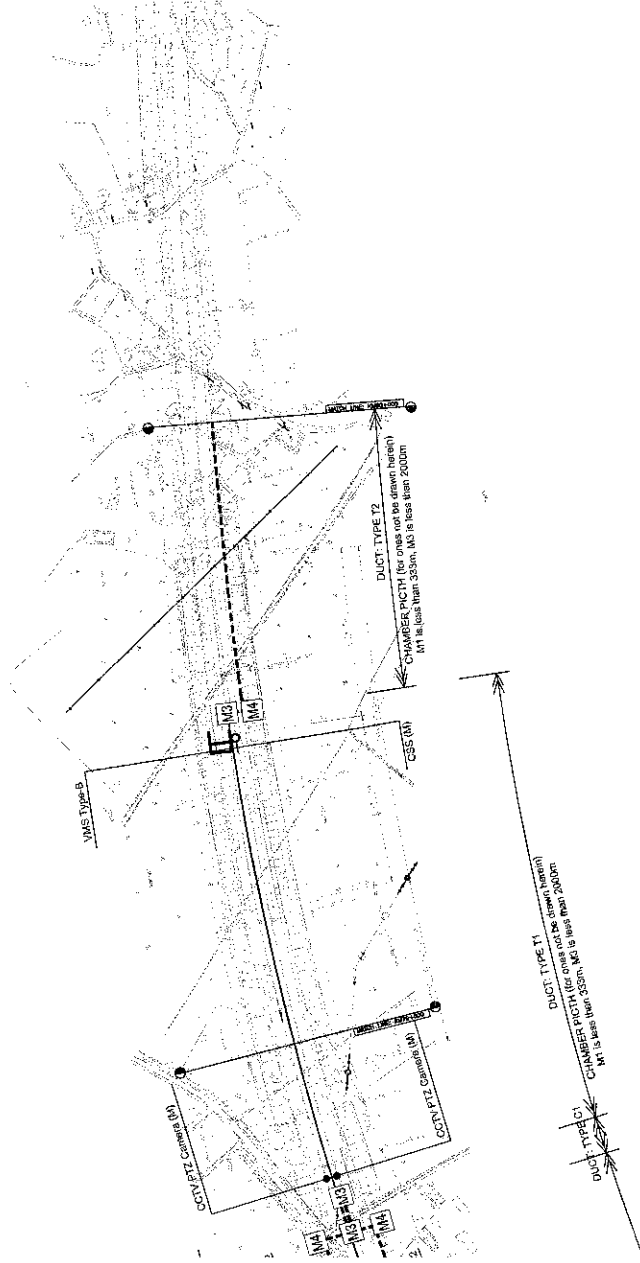 VMS Type-B
M3
M4
CSS (M)
DUCT: TYPE T2
CHAMBER PICTH (for ones not be drawn herein)
M1 is less than 333m, M3 is less than 2000m
CCTV PTZ Camera (M)
CCTV PTZ Camera (M)
M3
M4
M3
M4
DUCT: TYPE C1
DUCT: TYPE T1
CHAMBER PICTH (for ones not be drawn herein)
M1 is less than 333m, M3 is less than 2000m